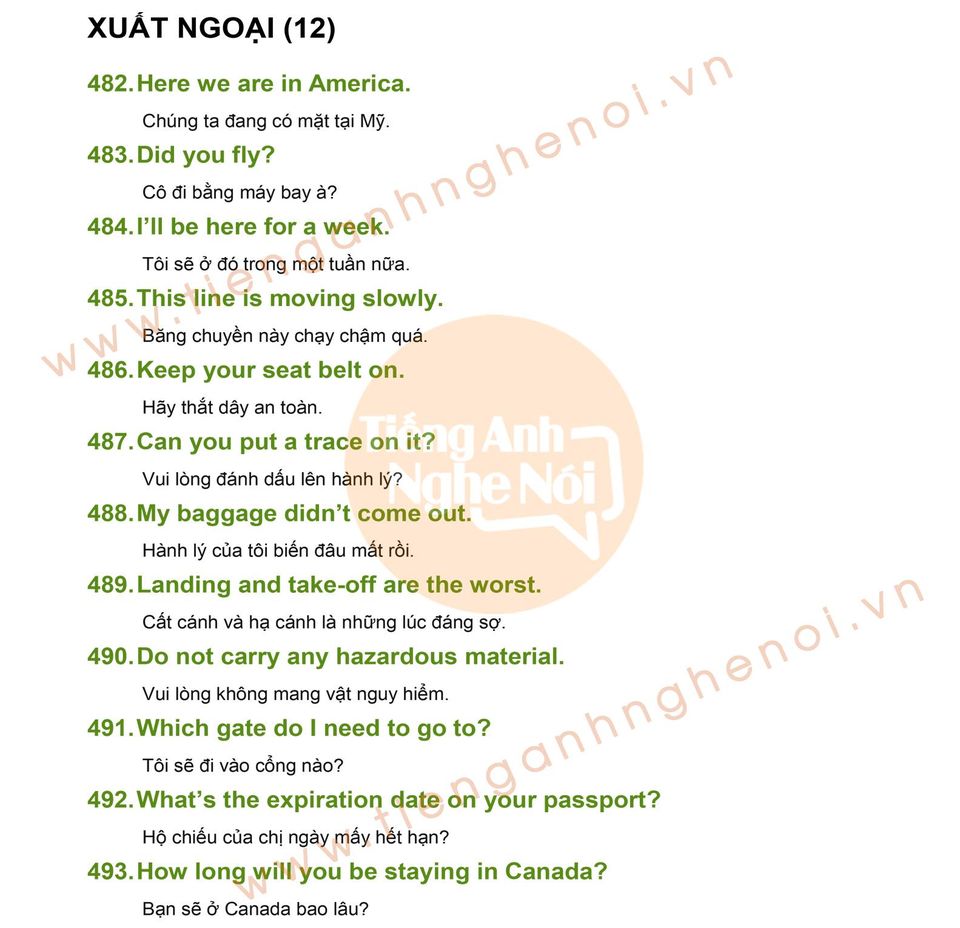 XUẤT NGOẠI (12)
482.Here we are in America.
Chúng ta đang có mặt tại Mỹ.
483.Did you fly?
Cô đi bằng máy bay à?
484.I’ll be here for a week.
Tôi sẽ ở đó trong một tuần nữa.
485.This line is moving slowly.
Băng chuyền này chạy chậm quá.
486.Keep your seat belt on.
Hãy thắt dây an toàn.
487.Can you put a trace on it?
Vui lòng đánh dấu lên hành lý?
488.My baggage didn’t come out.
Hành lý của tôi biến đâu mất rồi.
489.Landing and take-off are the worst.
Cất cánh và hạ cánh là những lúc đáng sợ.
490.Do not carry any hazardous material.
Vui lòng không mang vật nguy hiểm.
491.Which gate do I need to go to?
Tôi sẽ đi vào cổng nào?
492.What’s the expiration date on your passport?
Hộ chiếu của chị ngày mấy hết hạn?
493.How long will you be staying in Canada?
Bạn sẽ ở Canada bao lâu?
www.tienganhnghenoi.vn
Tiếng Anh
Nghe Nói
www.tienganhnghenoi.vn